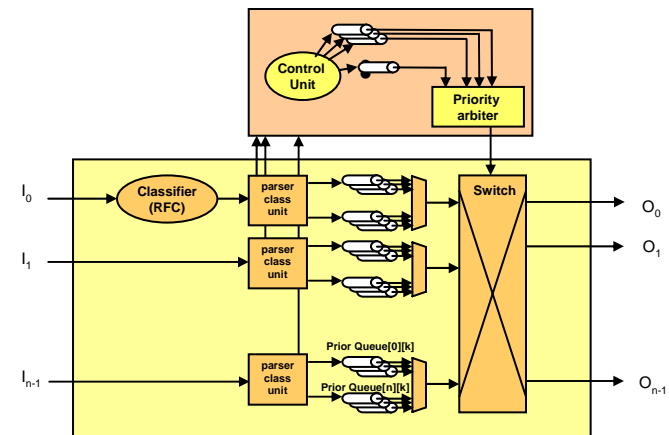 Control
Unit
Priority
arbiter
I0
Classifier
(RFC)
parser
class
unit
Switch
O0
I1
parser
class
unit
O1
Prior Queue[0][k]
In-1
parser
class
unit
Prior Queue[n][k]
On-1